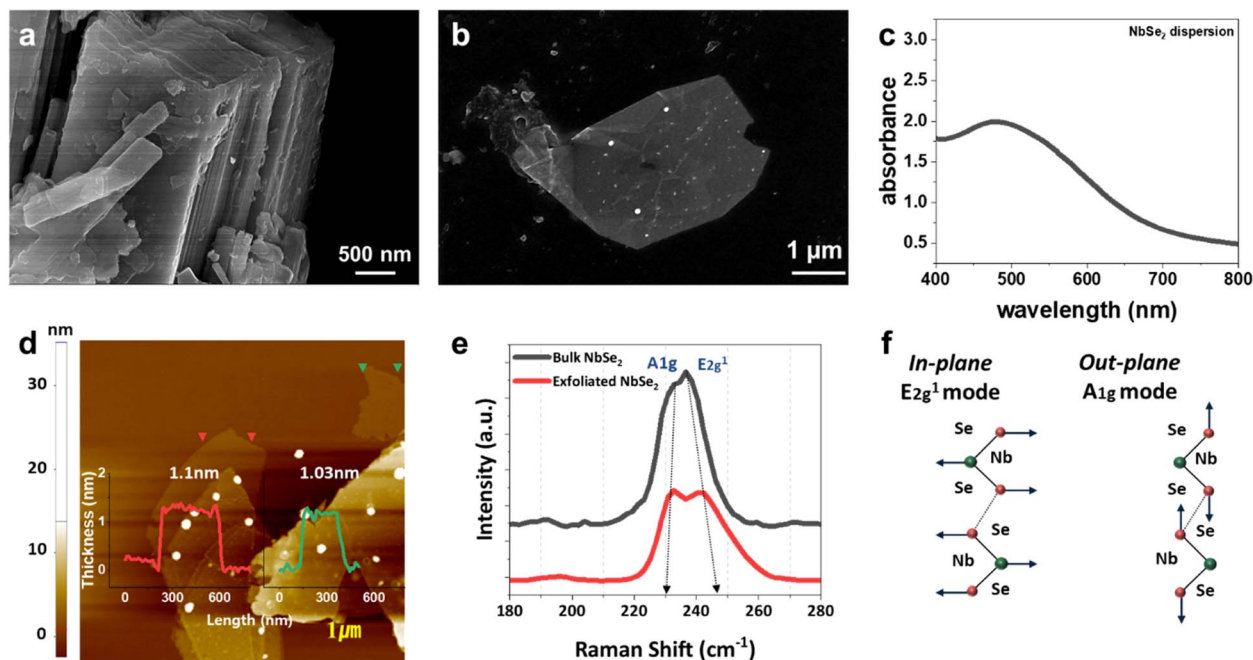 a
500 nm
b
1 µm
c
NbSe2 dispersion
absorbance
3.0
2.5
2.0
1.5
1.0
0.5
400 500 600 700 800
wavelength (nm)
d
nm
30
20
10
0
1.1nm 1.03nm
Thickness (nm)
2
1
0
0 300 600 0 300 600
Length (nm)
1µm
e
Bulk NbSe2
Exfoliated NbSe2
A1g E2g1
Intensity (a.u.)
180 200 220 240 260 280
Raman Shift (cm-1)
f
In-plane
E2g1 mode
Se
Nb
Se
Se
Nb
Se
Out-plane
A1g mode
Se
Nb
Se
Se
Nb
Se